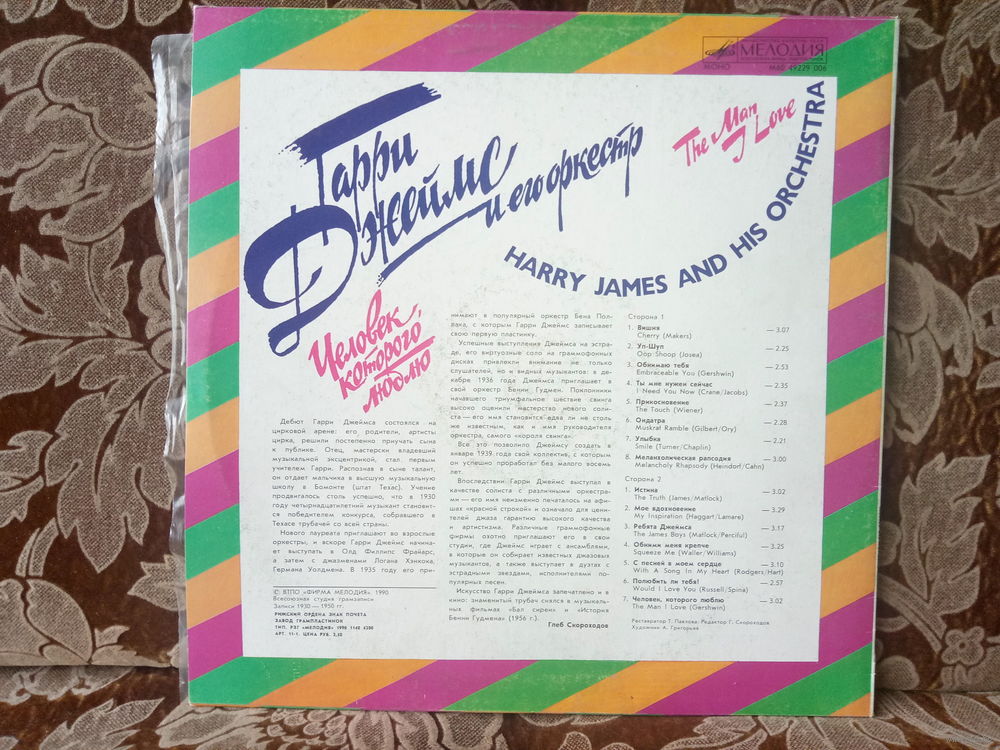 МЕЛОДИЯ
МОНО
М60 49229 006
Гарри
Джеймс
и его оркестр
The Man
I Love
HARRY JAMES AND HIS ORCHESTRA
Человек,
которого
люблю
Дебют Гарри Джеймса состоялся на
цирковой арене: его родители, артисты
цирка, решили постепенно приучать сына
к публике. Отец, мастерски владевший
музыкальной эксцентрикой, стал первым
учителем Гарри. Распознав в сыне талант,
он отдает мальчика в высшую музыкальную
школу в Бомонте (штат Техас). Учение
продвигалось столь успешно, что в 1930
году четырнадцатилетний музыкант становит-
ся победителем конкурса, собравшего в
Техасе трубачей со всей страны.
Нового лауреата приглашают во взрослые
оркестры, и вскоре Гарри Джеймс начина-
ет выступать в Олд Филлипс Фрайарс,
а затем с джазменами Логана Хэнкока,
Германа Уолдмена. В 1935 году его при-
© ВТПО «ФИРМА МЕЛОДИЯ», 1990
Всесоюзная студия грамзаписи
Записи 1930—1950 гг.
РИЖСКИЙ ОРДЕНА ЗНАК ПОЧЕТА
ЗАВОД ГРАМПЛАСТИНОК
АРТ. 11-1. ЦЕНА РУБ.
нимают в популярный оркестр Бена Пол-
лака, с которым Гарри Джеймс записывает
свою первую пластинку.
Успешные выступления Джеймса на эстра-
де, его виртуозные соло на граммофонных
дисках привлекли внимание не только
слушателей, но и видных музыкантов: в де-
кабре 1936 года Джеймса приглашает в
свой оркестр Бенни Гудмен. Поклонники
начавшего триумфальное шествие свинга
высоко оценили мастерство нового соли-
ста — его имя становится едва ли не столь
же известным, как и имя руководителя
оркестра, самого «короля свинга».
Все это позволило Джеймсу создать в
январе 1939 года свой коллектив, с которым
он успешно проработал без малого восемь
лет.
Впоследствии Гарри Джеймс выступал в
качестве солиста с различными оркестра-
ми — его имя неизменно печаталось на афи-
шах «красной строкой» и означало для цени-
телей джаза гарантию высокого качества
и артистизма. Различные граммофонные
фирмы охотно приглашают его в свои
студии, где Джеймс играет с ансамблями,
в которые он собирает известных джазовых
музыкантов, а также выступает в дуэтах с
эстрадными звездами, исполнителями по-
пулярных песен.
Искусство Гарри Джеймса запечатлено и в
кино: знаменитый трубач снялся в музыкаль-
ных фильмах «Бал сирен» и «История
Бенни Гудмена» (1956 г.).
Глеб Скороходов
Сторона 1
1. Вишня — 3.07
Cherry (Makers)
2. Уп-Шуп — 2.25
Oop Shoop (Josea)
3. Обнимаю тебя — 2.53
Embraceable You (Gershwin)
4. Ты мне нужен сейчас — 2.35
I Need You Now (Crane/Jacobs)
5. Прикосновение — 2.37
The Touch (Wiener)
6. Ондатра — 2.28
Muskrat Ramble (Gilbert/Ory)
7. Улыбка — 2.21
Smile (Turner/Chaplin)
8. Меланхолическая рапсодия — 3.00
Melancholy Rhapsody (Heindorf/Cahn)
Сторона 2
1. Истина — 3.02
The Truth (James/Matlock)
2. Мое вдохновение — 3.29
My Inspiration (Haggart/Lamare)
3. Ребята Джеймса — 3.17
The James Boys (Matlock/Perciful)
4. Обними меня крепче — 3.25
Squeeze Me (Waller/Williams)
5. С песней в моем сердце — 3.10
With A Song In My Heart (Rodgers/Hart)
6. Полюбить ли тебя! — 2.57
Would I Love You (Russell/Spina)
7. Человек, которого люблю — 3.02
The Man I Love (Gershwin)
Реставратор Т. Павлова. Редактор Г. Скороходов
Художник А. Григорьев